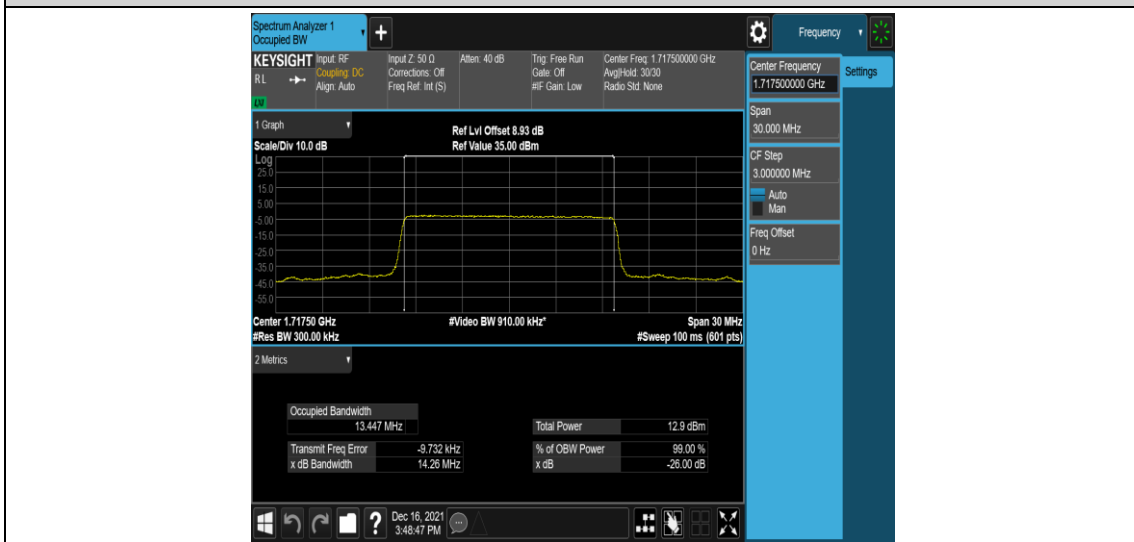 Spectrum Analyzer 1
Occupied BW
Frequency
KEYSIGHT
RL
Input: RF
Coupling: DC
Align: Auto
Input Z: 50 Ω
Corrections: Off
Freq Ref: Int (S)
Atten: 40 dB
Trig: Free Run
Gate: Off
#IF Gain: Low
Center Freq: 1.717500000 GHz
Avg|Hold: 30/30
Radio Std: None
Center Frequency
1.717500000 GHz
Settings
Span
30.000 MHz
CF Step
3.000000 MHz
Auto
Man
Freq Offset
0 Hz
1 Graph
Ref Lvl Offset 8.93 dB
Scale/Div 10.0 dB
Ref Value 35.00 dBm
Log
25.0
15.0
5.00
-5.00
-15.0
-25.0
-35.0
-45.0
-55.0
Center 1.71750 GHz
#Video BW 910.00 kHz*
Span 30 MHz
#Res BW 300.00 kHz
#Sweep 100 ms (601 pts)
2 Metrics
Occupied Bandwidth
13.447 MHz
Total Power 12.9 dBm
Transmit Freq Error -9.732 kHz
% of OBW Power 99.00 %
x dB Bandwidth 14.26 MHz
x dB -26.00 dB
?
Dec 16, 2021
3:48:47 PM